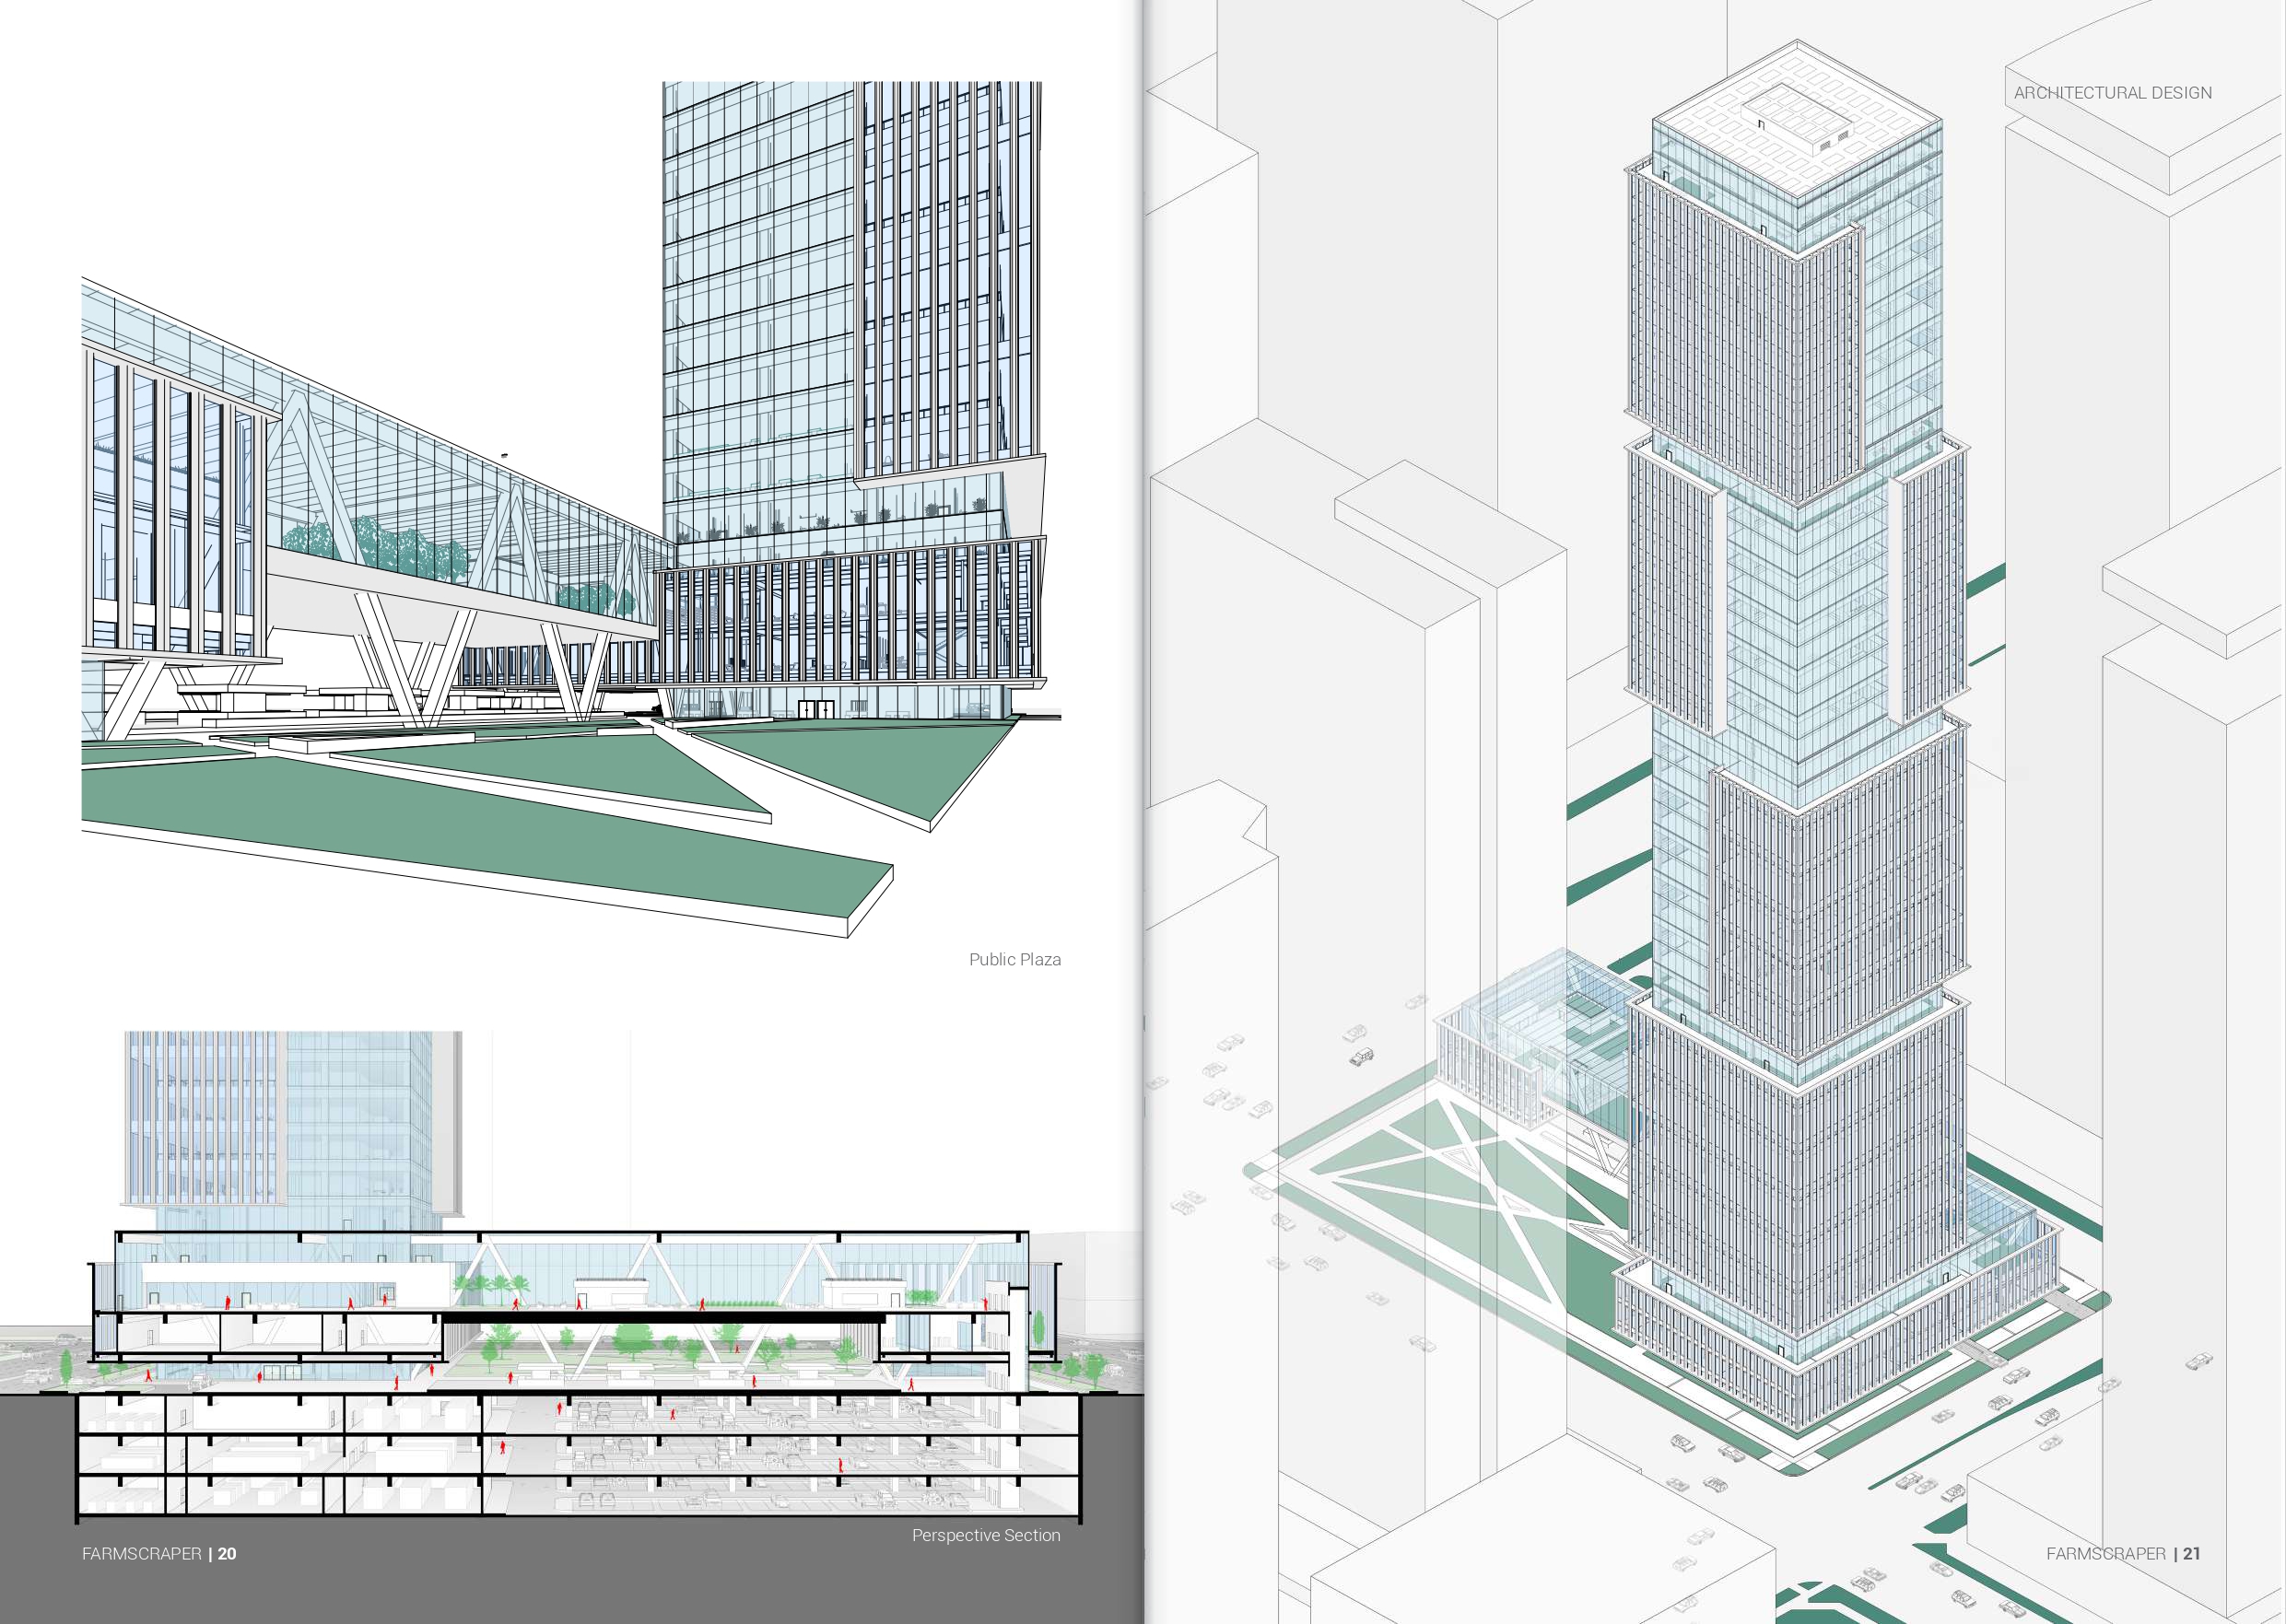 Public Plaza
Perspective Section
FARMSCRAPER | 20
ARCHITECTURAL DESIGN
FARMSCRAPER | 21